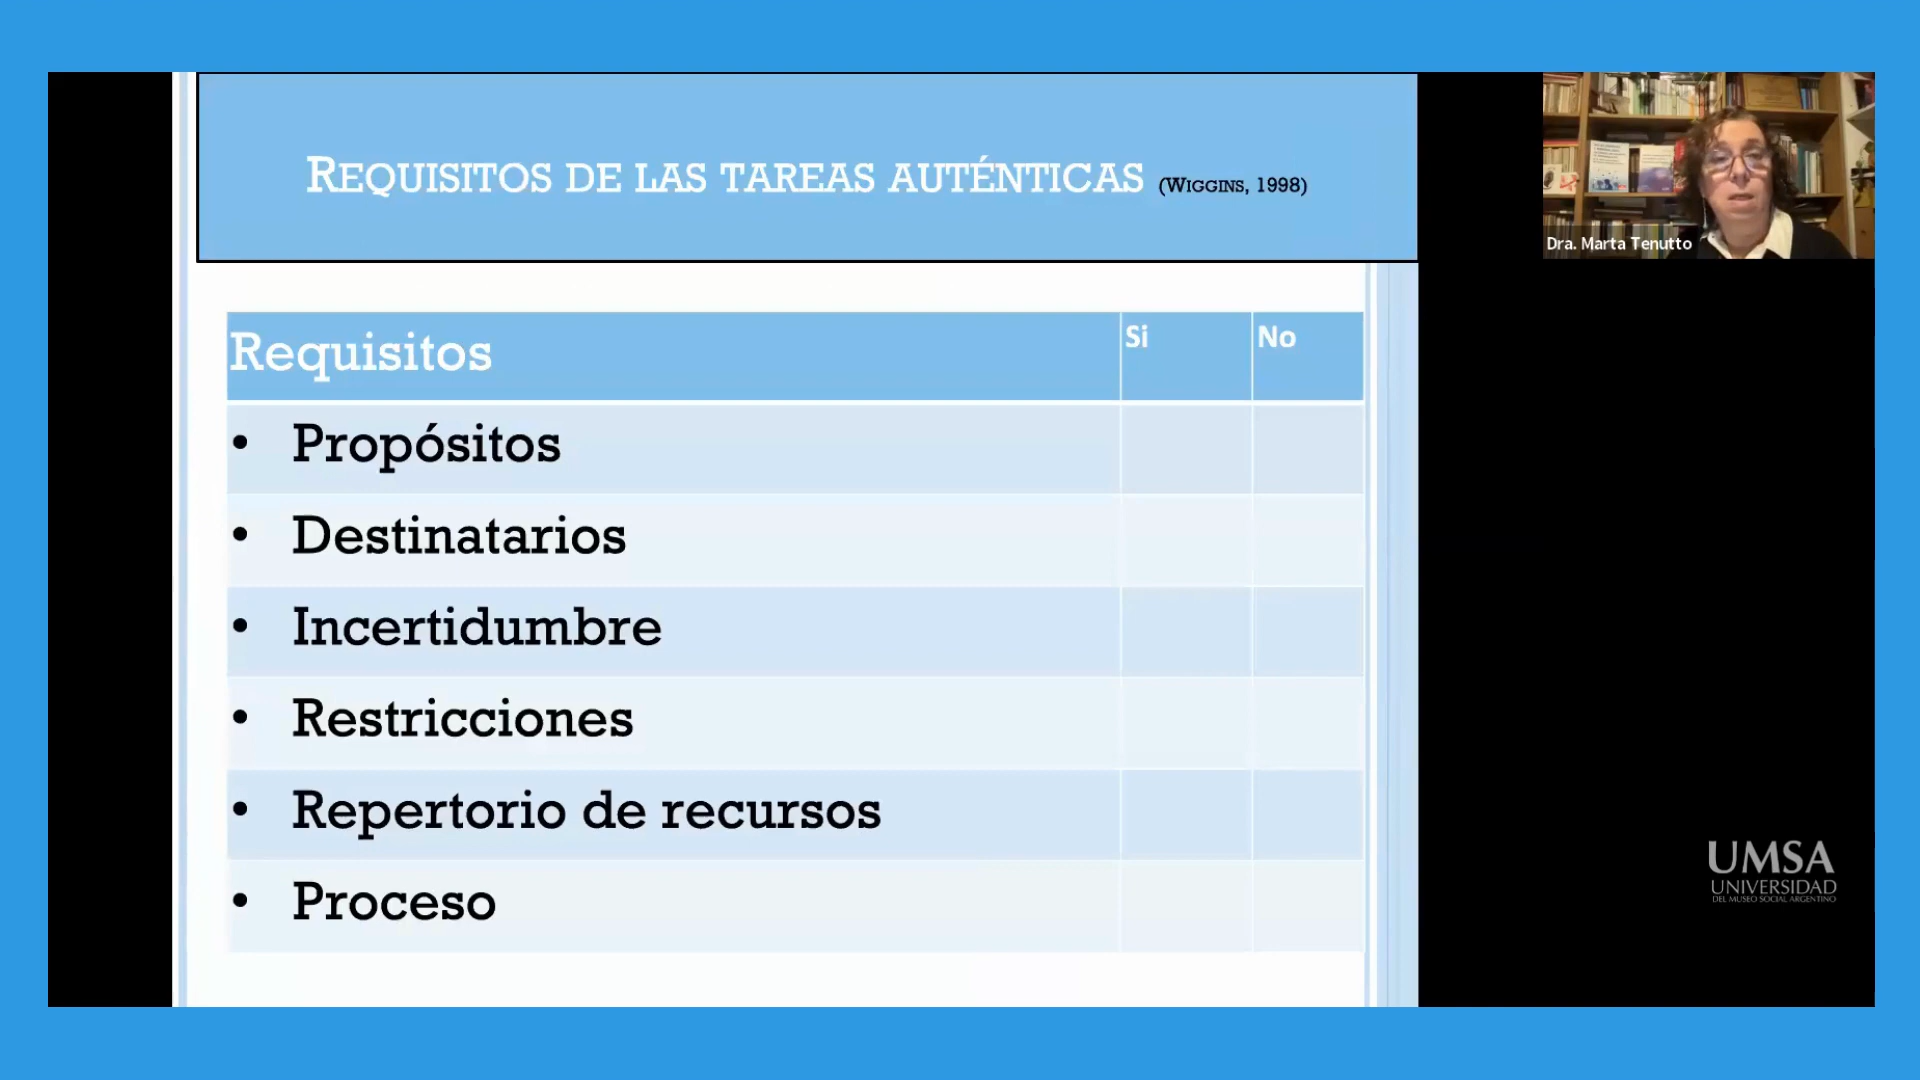 REQUISITOS DE LAS TAREAS AUTÉNTICAS (WIGGINS, 1998)
Dra. Marta Tenutto
Requisitos Si No
• Propósitos
• Destinatarios
• Incertidumbre
• Restricciones
• Repertorio de recursos
• Proceso
UMSA
UNIVERSIDAD
DEL MUSEO SOCIAL ARGENTINO